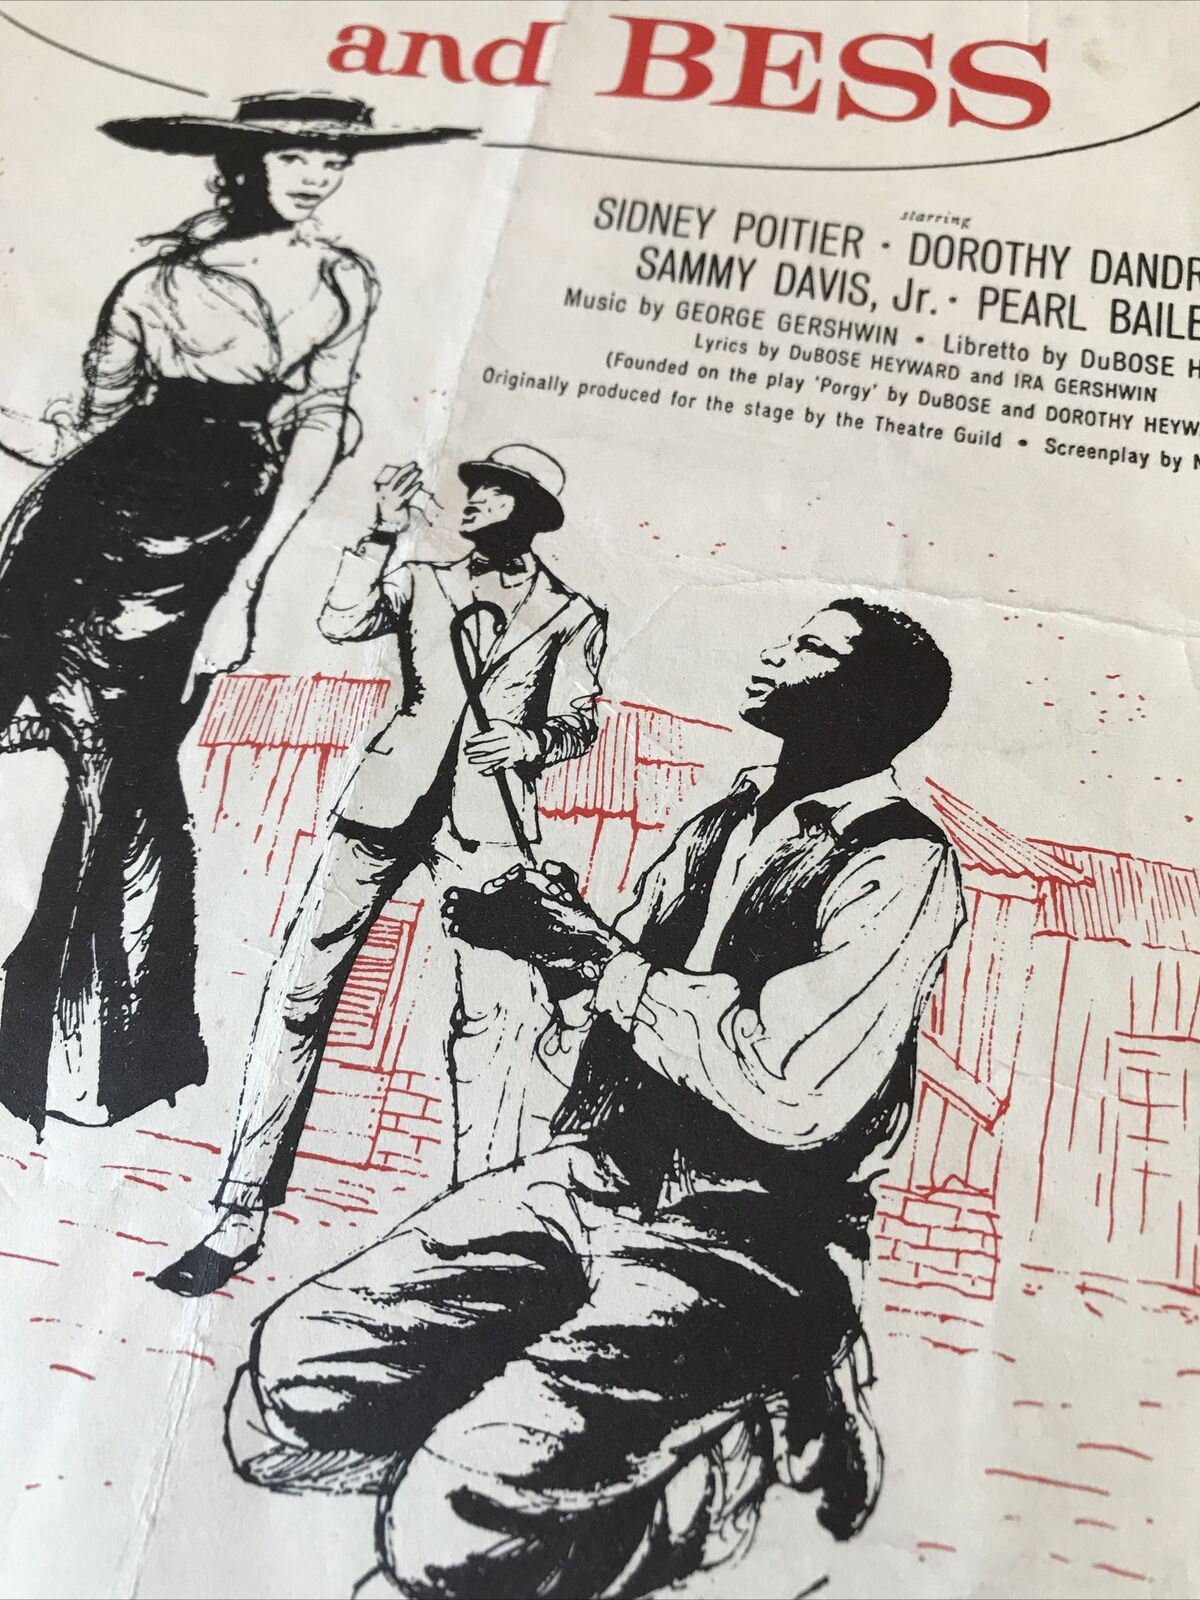 and BESS
starring
SIDNEY POITIER · DOROTHY DANDR
SAMMY DAVIS, Jr. · PEARL BAILE
Music by GEORGE GERSHWIN • Libretto by DuBOSE H
Lyrics by DuBOSE HEYWARD and IRA GERSHWIN
(Founded on the play 'Porgy' by DuBOSE and DOROTHY HEYW
Originally produced for the stage by the Theatre Guild • Screenplay by N